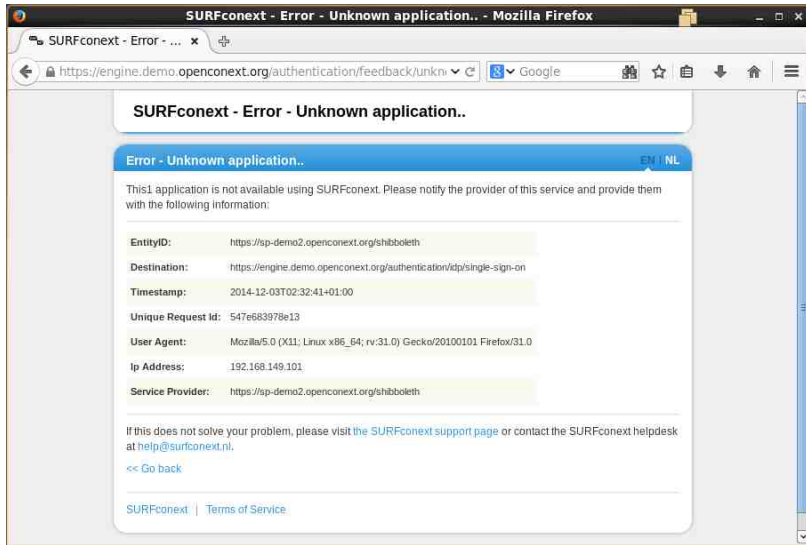 SURFconext - Error - Unknown application.. - Mozilla Firefox
SURFconext - Error - ...
https://engine.demo.openconext.org/authentication/feedback/unkn
Google
SURFconext - Error - Unknown application..
Error - Unknown application..
EN | NL
This1 application is not available using SURFconext. Please notify the provider of this service and provide them
with the following information:
EntityID: https://sp-demo2.openconext.org/shibboleth
Destination: https://engine.demo.openconext.org/authentication/idp/single-sign-on
Timestamp: 2014-12-03T02:32:41+01:00
Unique Request Id: 547e683978e13
User Agent: Mozilla/5.0 (X11; Linux x86_64; rv:31.0) Gecko/20100101 Firefox/31.0
Ip Address: 192.168.149.101
Service Provider: https://sp-demo2.openconext.org/shibboleth
If this does not solve your problem, please visit the SURFconext support page or contact the SURFconext helpdesk
at help@surfconext.nl.
<< Go back
SURFconext | Terms of Service